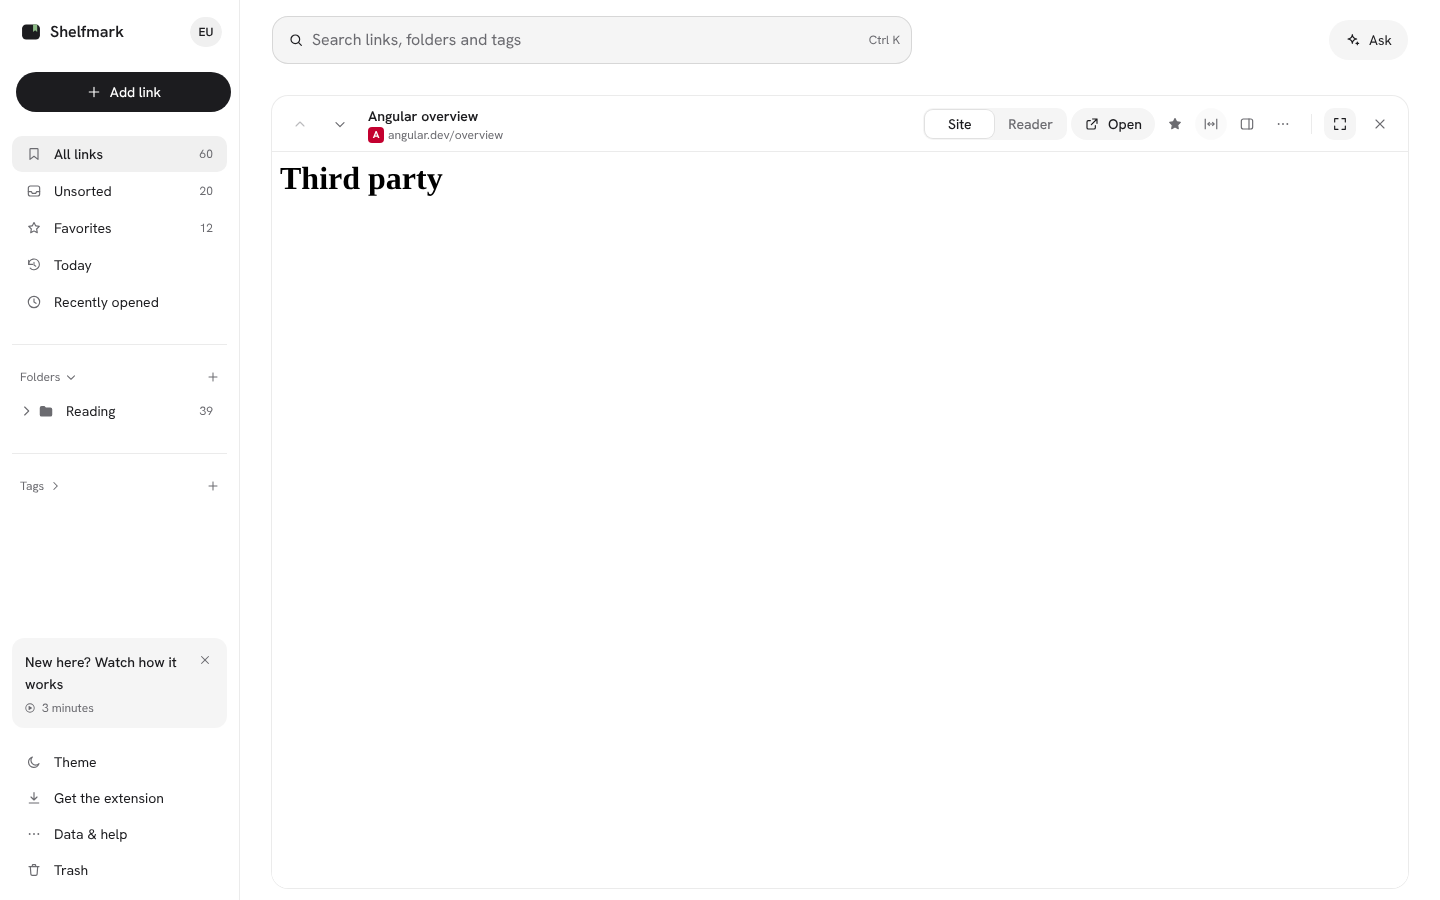 Shelfmark
EU
Add link
All links 60
Unsorted 20
Favorites 12
Today
Recently opened
Folders
Reading 39
Tags
New here? Watch how it
works
3 minutes
Theme
Get the extension
Data & help
Trash
Search links, folders and tags Ctrl K
Ask
Angular overview
A angular.dev/overview
Site
Reader
Open
Third party